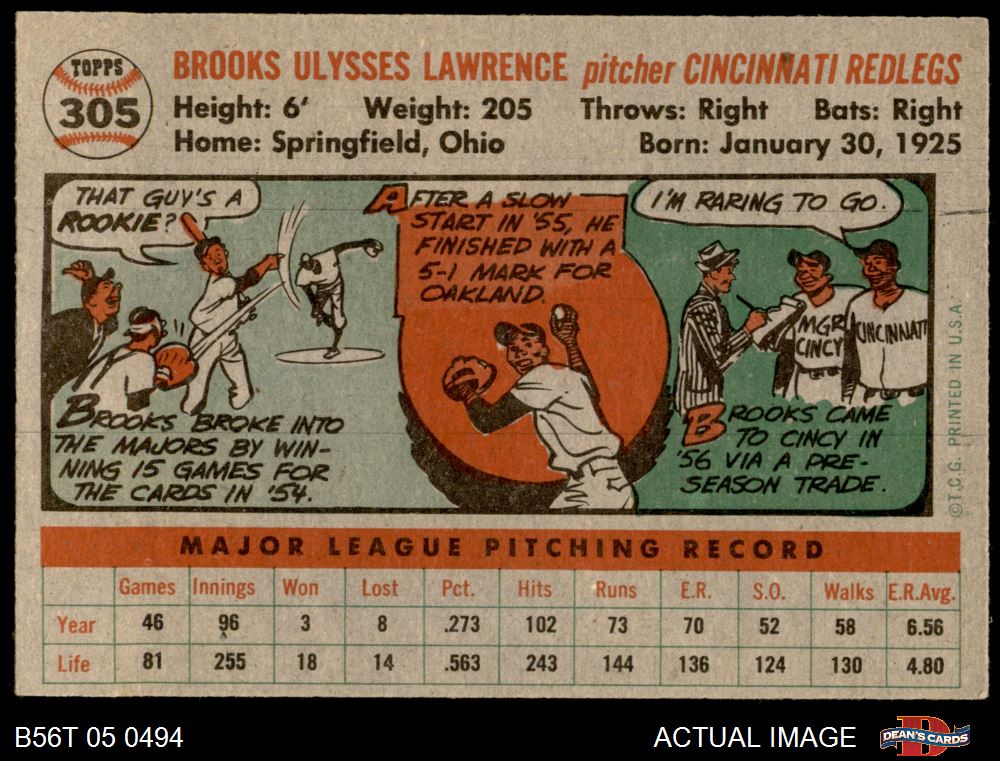 TOPPS
305
BROOKS ULYSSES LAWRENCE pitcher CINCINNATI REDLEGS
Height: 6' Weight: 205 Throws: Right Bats: Right
Home: Springfield, Ohio Born: January 30, 1925
THAT GUY'S A
ROOKIE?
BROOKS BROKE INTO
THE MAJORS BY WIN-
NING 15 GAMES FOR
THE CARDS IN '54.
AFTER A SLOW
START IN '55, HE
FINISHED WITH A
5-1 MARK FOR
OAKLAND.
I'M RARING TO GO.
MGR
CINCY
CINCINNATI
BROOKS CAME
TO CINCY IN
'56 VIA A PRE-
SEASON TRADE.
©T.C.G. PRINTED IN U.S.A
MAJOR LEAGUE PITCHING RECORD
Games Innings Won Lost Pct. Hits Runs E.R. S.O. Walks E.R.Avg.
Year 46 96 3 8 .273 102 73 70 52 58 6.56
Life 81 255 18 14 .563 243 144 136 124 130 4.80
B56T 05 0494
ACTUAL IMAGE
DEAN'S CARDS